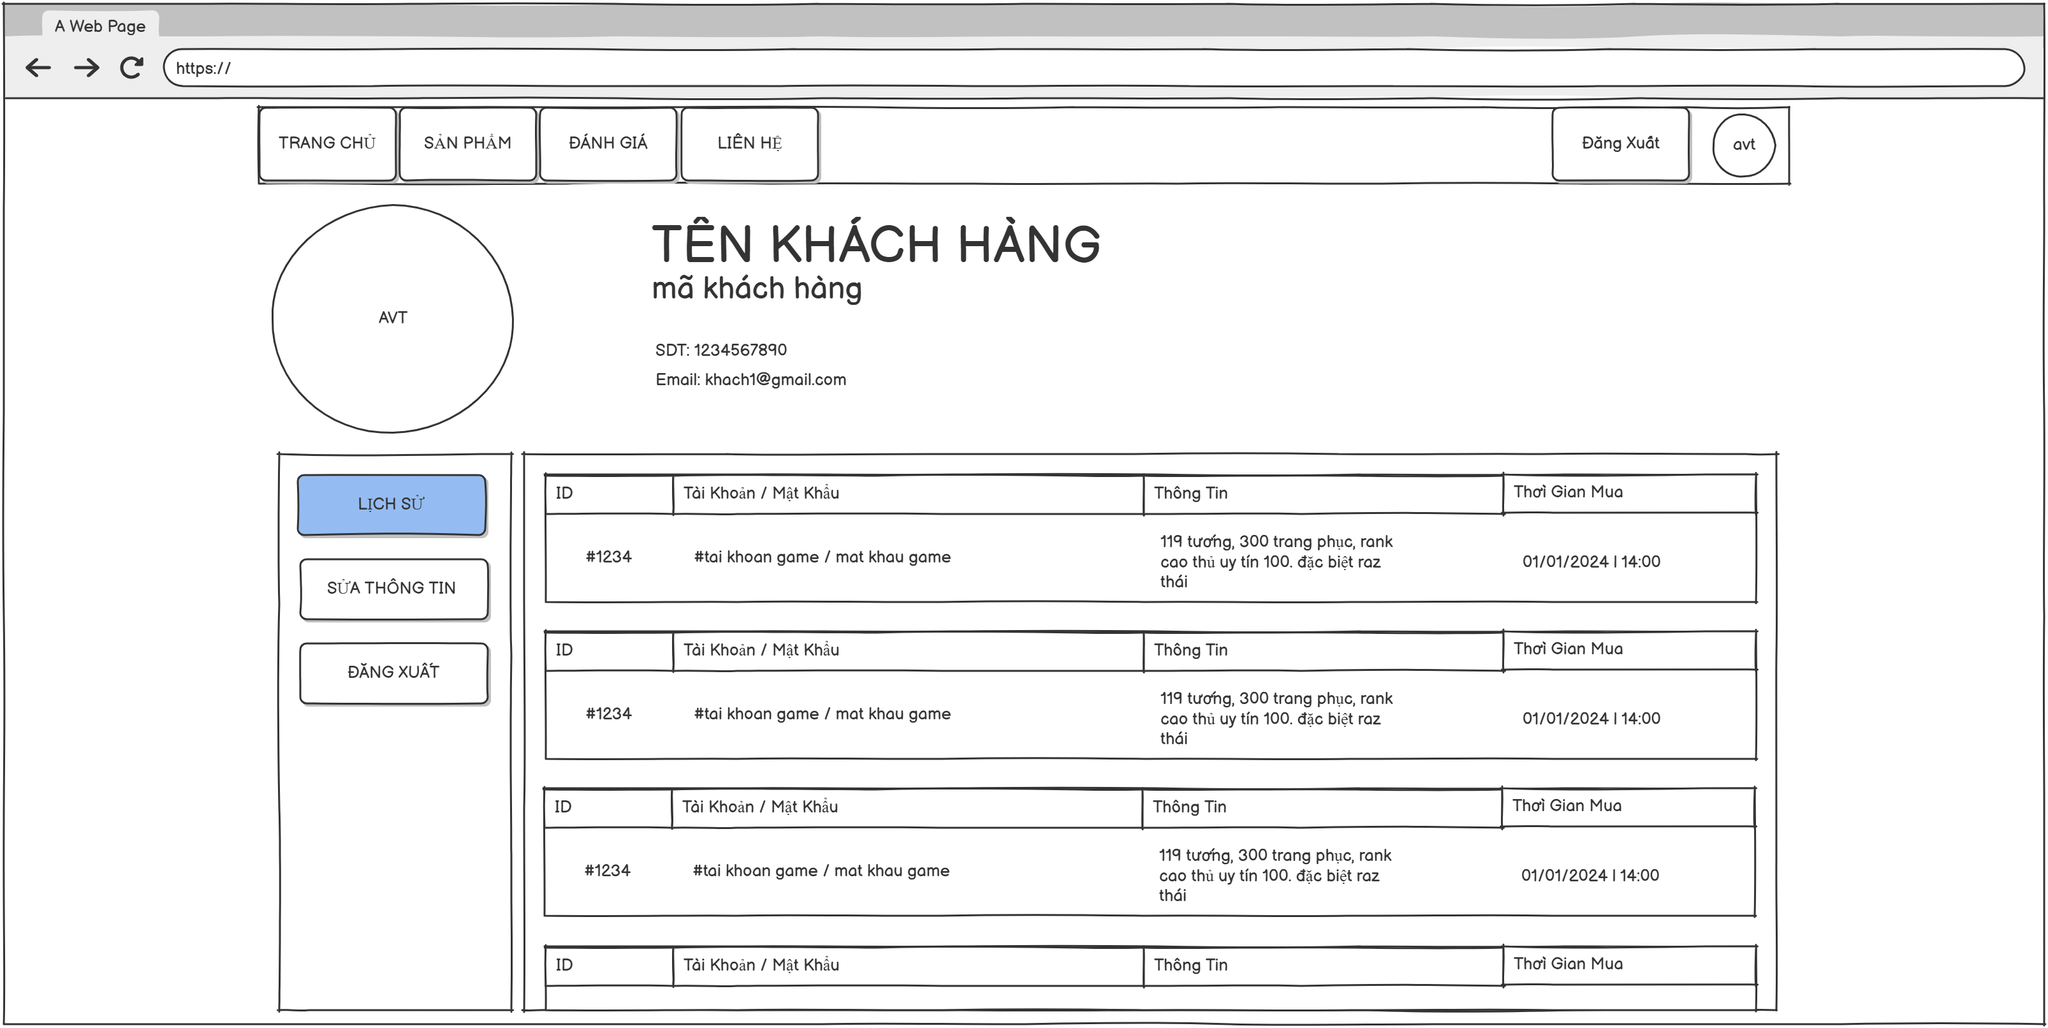 A Web Page
https://
TRANG CHỦ
SẢN PHẨM
ĐÁNH GIÁ
LIÊN HỆ
Đăng Xuất
avt
AVT
TÊN KHÁCH HÀNG
mã khách hàng
SDT: 1234567890
Email: khach1@gmail.com
LỊCH SỬ
SỬA THÔNG TIN
ĐĂNG XUẤT
ID Tài Khoản / Mật Khẩu Thông Tin Thơì Gian Mua
#1234 #tai khoan game / mat khau game
119 tướng, 300 trang phục, rank
cao thủ uy tín 100. đặc biệt raz
thái
01/01/2024 | 14:00
ID Tài Khoản / Mật Khẩu Thông Tin Thơì Gian Mua
#1234 #tai khoan game / mat khau game
119 tướng, 300 trang phục, rank
cao thủ uy tín 100. đặc biệt raz
thái
01/01/2024 | 14:00
ID Tài Khoản / Mật Khẩu Thông Tin Thơì Gian Mua
#1234 #tai khoan game / mat khau game
119 tướng, 300 trang phục, rank
cao thủ uy tín 100. đặc biệt raz
thái
01/01/2024 | 14:00
ID Tài Khoản / Mật Khẩu Thông Tin Thơì Gian Mua